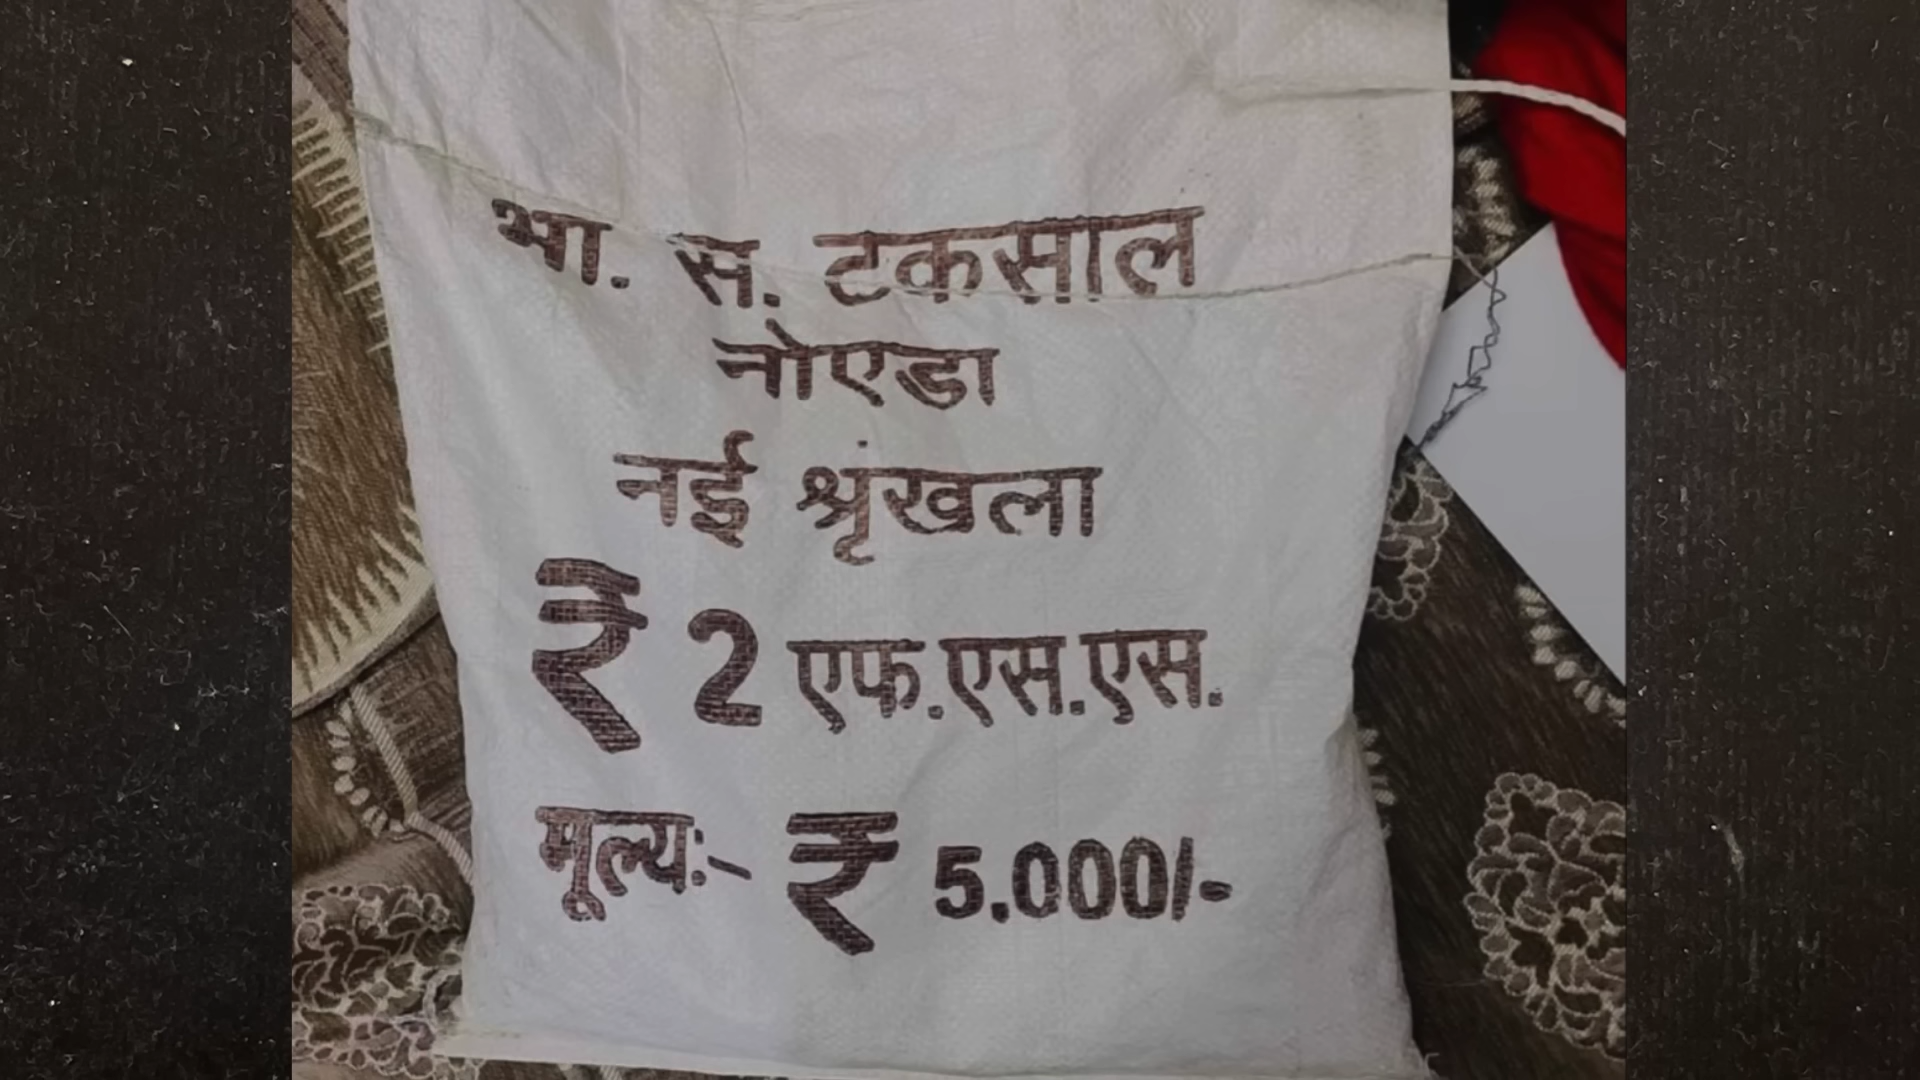 भा. स. टकसाल
नोएडा
नई श्रृंखला
₹ 2 एफ.एस.एस.
मूल्य:- ₹ 5.000/-